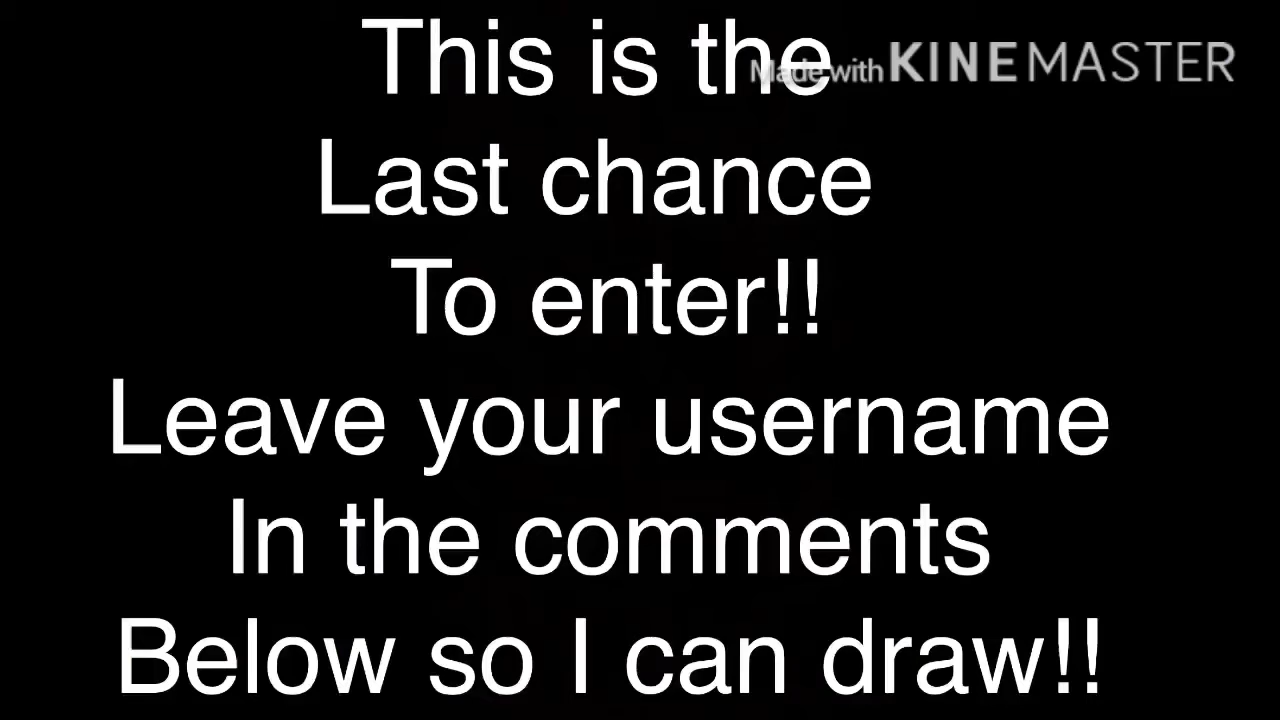 This is the
Made with KINEMASTER
Last chance
To enter!!
Leave your username
In the comments
Below so I can draw!!